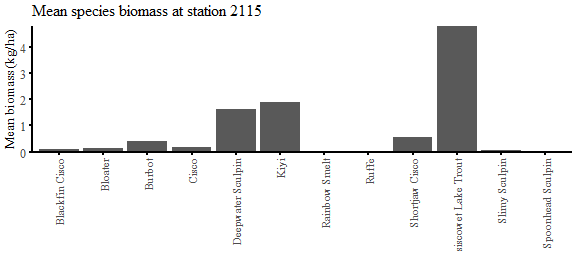 Mean species biomass at station 2115
Mean biomass (kg/ha)
4
3
2
1
0
Blackfin Cisco
Bloater
Burbot
Cisco
Deepwater Sculpin
Kiyi
Rainbow Smelt
Ruffe
Shortjaw Cisco
siscowet Lake Trout
Slimy Sculpin
Spoonhead Sculpin